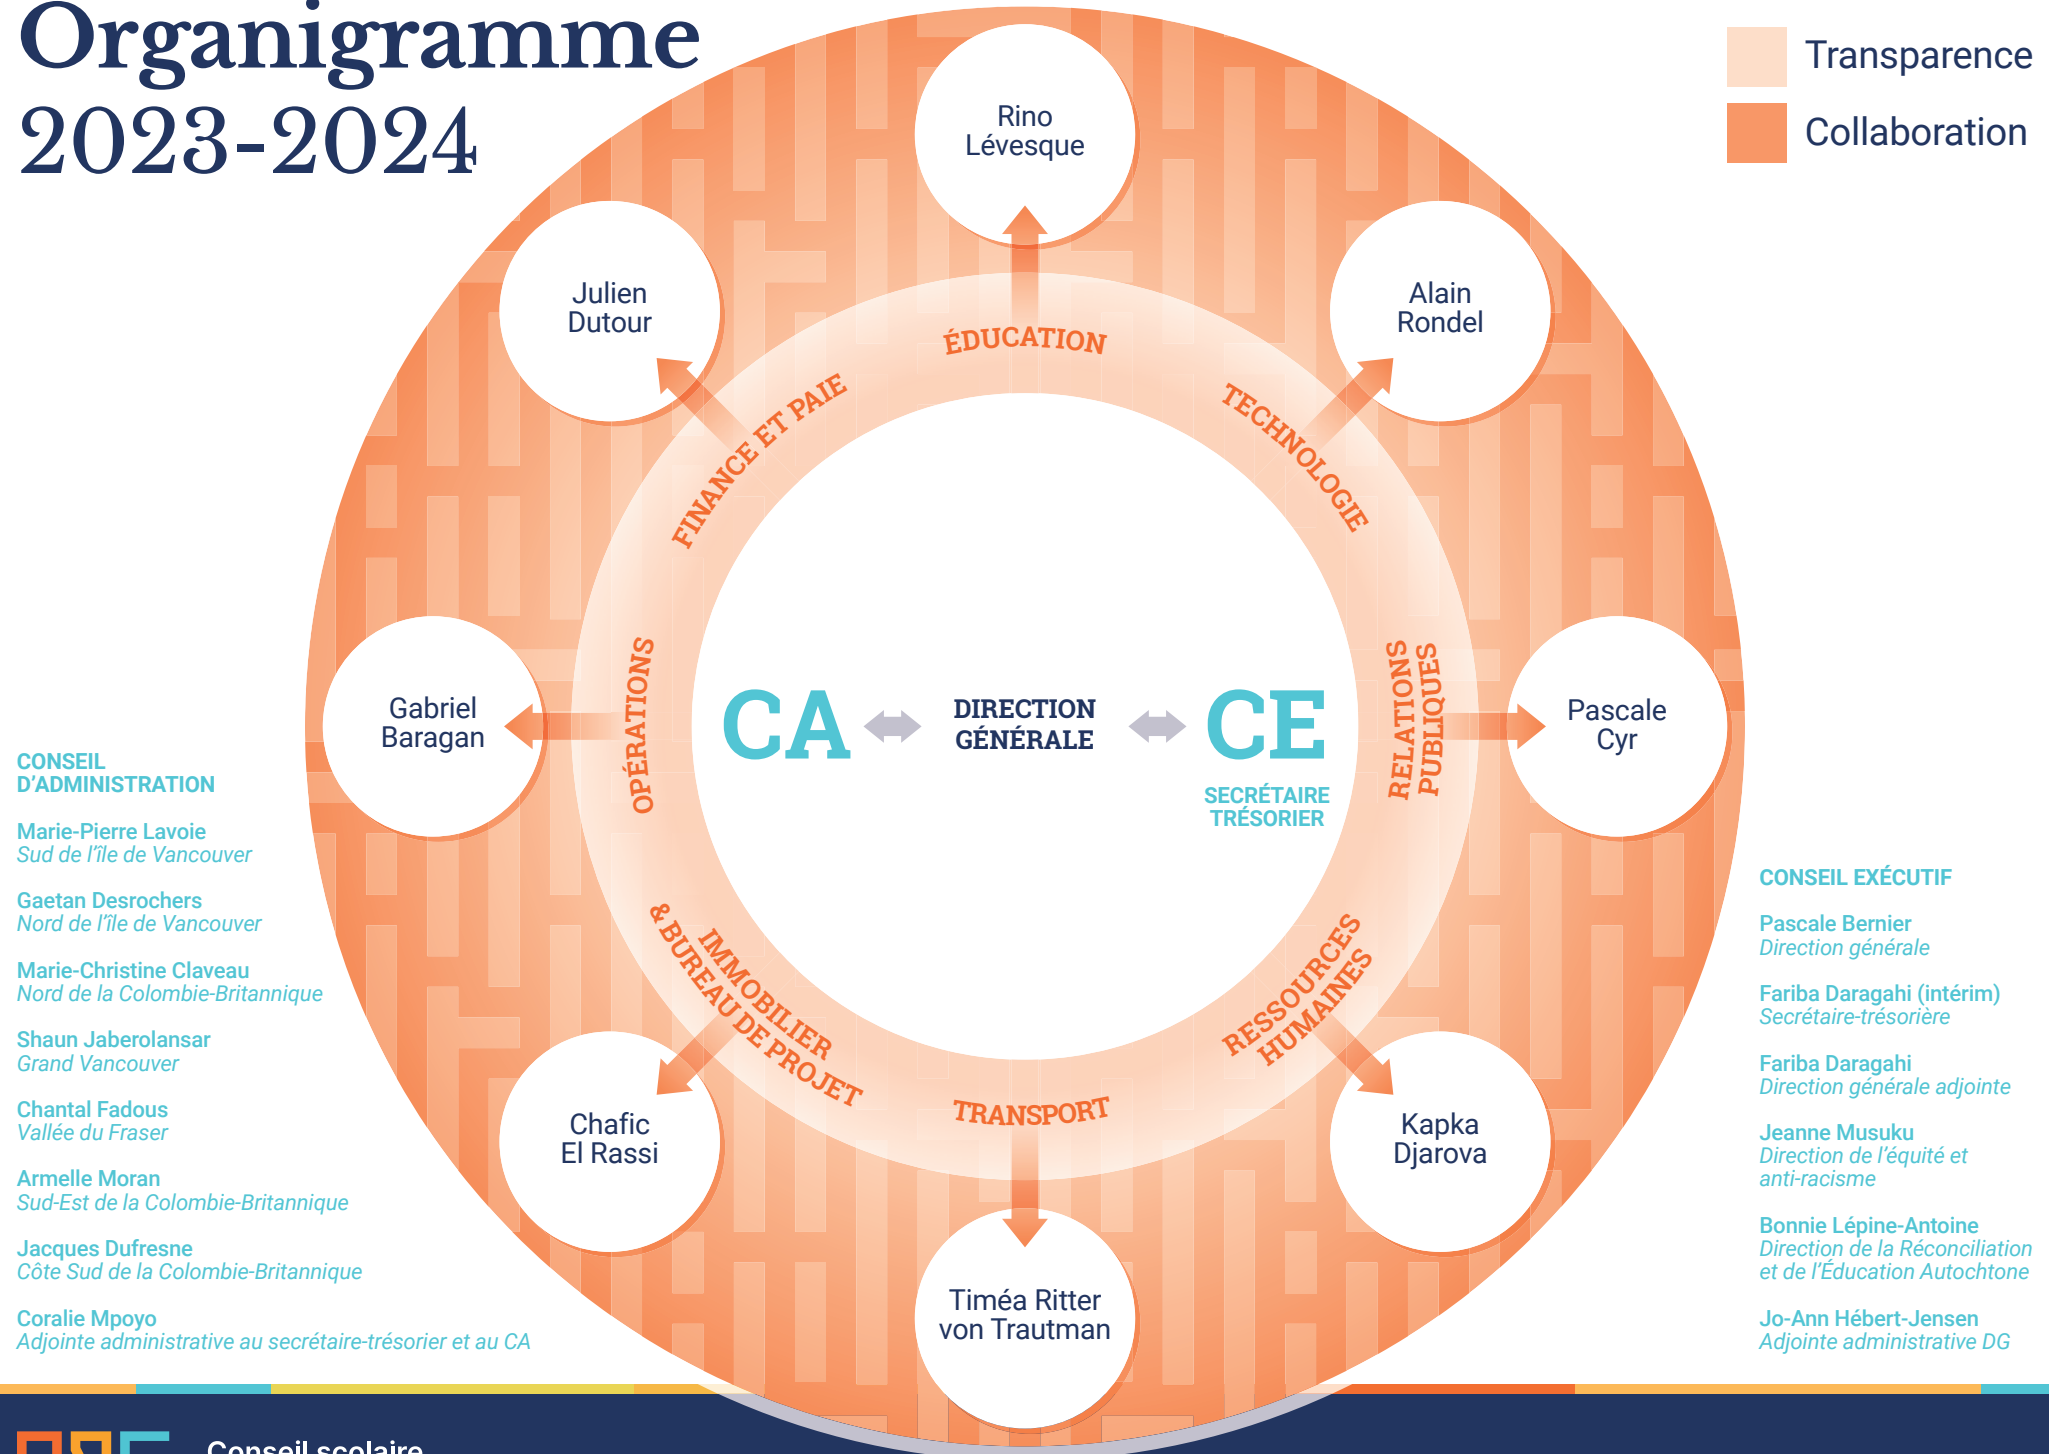 Organigramme
2023-2024
Transparence
Collaboration
Rino
Lévesque
Julien
Dutour
Alain
Rondel
ÉDUCATION
FINANCE ET PAIE
TECHNOLOGIE
Gabriel
Baragan
OPÉRATIONS
CA
DIRECTION
GÉNÉRALE
CE
SECRÉTAIRE
TRÉSORIER
RELATIONS
PUBLIQUES
Pascale
Cyr
IMMOBILIER
& BUREAU DE PROJET
RESSOURCES
HUMAINES
TRANSPORT
Chafic
El Rassi
Kapka
Djarova
Timéa Ritter
von Trautman
CONSEIL
D'ADMINISTRATION
Marie-Pierre Lavoie
Sud de l'île de Vancouver
Gaetan Desrochers
Nord de l'île de Vancouver
Marie-Christine Claveau
Nord de la Colombie-Britannique
Shaun Jaberolansar
Grand Vancouver
Chantal Fadous
Vallée du Fraser
Armelle Moran
Sud-Est de la Colombie-Britannique
Jacques Dufresne
Côte Sud de la Colombie-Britannique
Coralie Mpoyo
Adjointe administrative au secrétaire-trésorier et au CA
CONSEIL EXÉCUTIF
Pascale Bernier
Direction générale
Fariba Daragahi (intérim)
Secrétaire-trésorière
Fariba Daragahi
Direction générale adjointe
Jeanne Musuku
Direction de l'équité et
anti-racisme
Bonnie Lépine-Antoine
Direction de la Réconciliation
et de l'Éducation Autochtone
Jo-Ann Hébert-Jensen
Adjointe administrative DG
Conseil scolaire